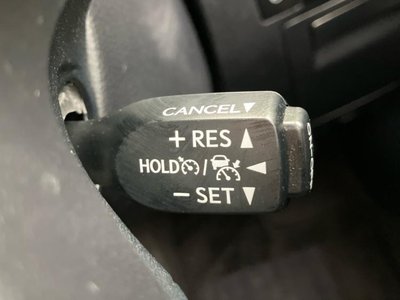 CANCEL▼
+ RES ▲
HOLD / ◀
− SET ▼